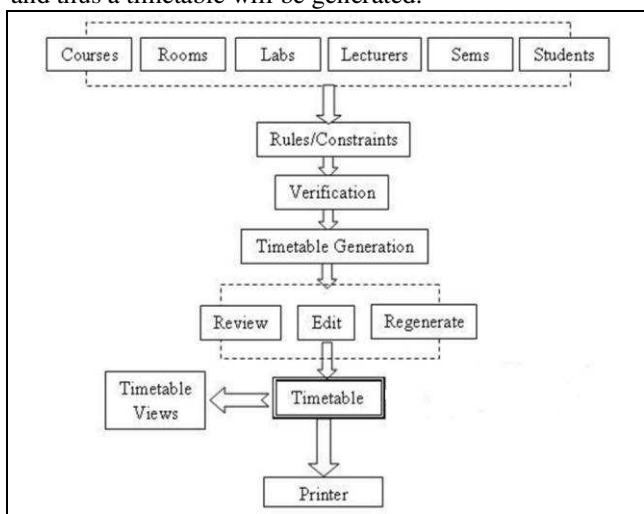 and thus a timetable will be generated.
Courses Rooms Labs Lecturers Sems Students
Rules/Constraints
Verification
Timetable Generation
Review Edit Regenerate
Timetable
Views
Timetable
Printer